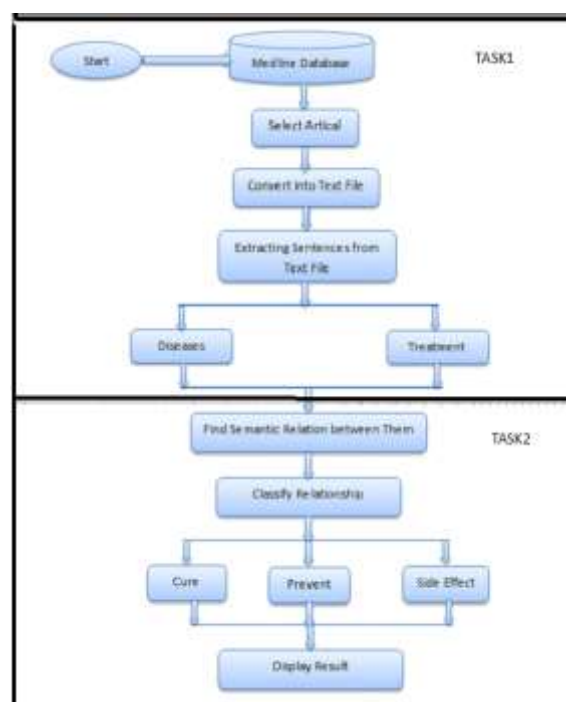 Start
Medline Database
TASK1
Select Artical
Convert into Text File
Extracting Sentences from
Text File
Diseases
Treatment
Find Semantic Relation between Them
TASK2
Classify Relationship
Cure
Prevent
Side Effect
Display Result